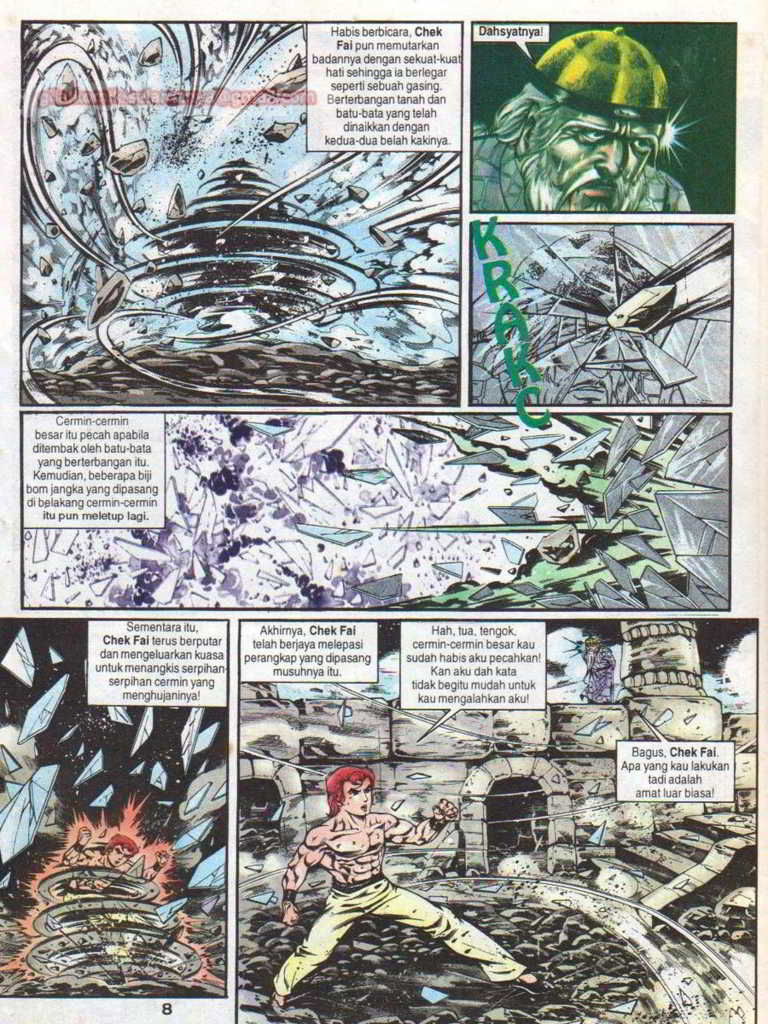 Habis berbicara, Chek
Fai pun memutarkan
badannya dengan sekuat-kuat
hati sehingga ia berlegar
seperti sebuah gasing.
Berterbangan tanah dan
batu-bata yang telah
dinaikkan dengan
kedua-dua belah kakinya.
Dahsyatnya!
KRAKC
Cermin-cermin
besar itu pecah apabila
ditembak oleh batu-bata
yang berterbangan itu.
Kemudian, beberapa biji
bom jangka yang dipasang
di belakang cermin-cermin
itu pun meletup lagi.
Sementara itu,
Chek Fai terus berputar
dan mengeluarkan kuasa
untuk menangkis serpihan-
serpihan cermin yang
menghujaninya!
Akhirnya, Chek Fai
telah berjaya melepasi
perangkap yang dipasang
musuhnya itu.
Hah, tua, tengok,
cermin-cermin besar kau
sudah habis aku pecahkan!
Kan aku dah kata
tidak begitu mudah untuk
kau mengalahkan aku!
Bagus, Chek Fai.
Apa yang kau lakukan
tadi adalah
amat luar biasa!
8